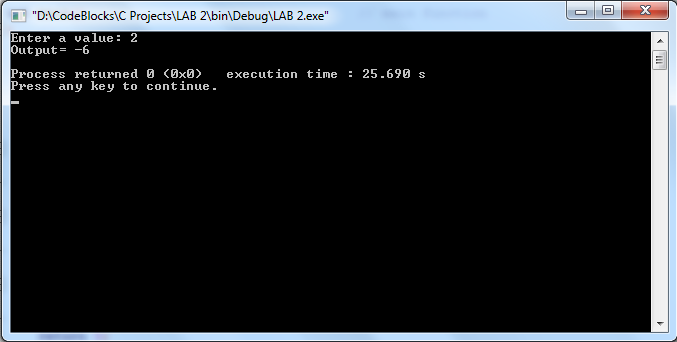 "D:\CodeBlocks\C Projects\LAB 2\bin\Debug\LAB 2.exe"
Enter a value: 2
Output= -6
Process returned 0 (0x0)   execution time : 25.690 s
Press any key to continue.